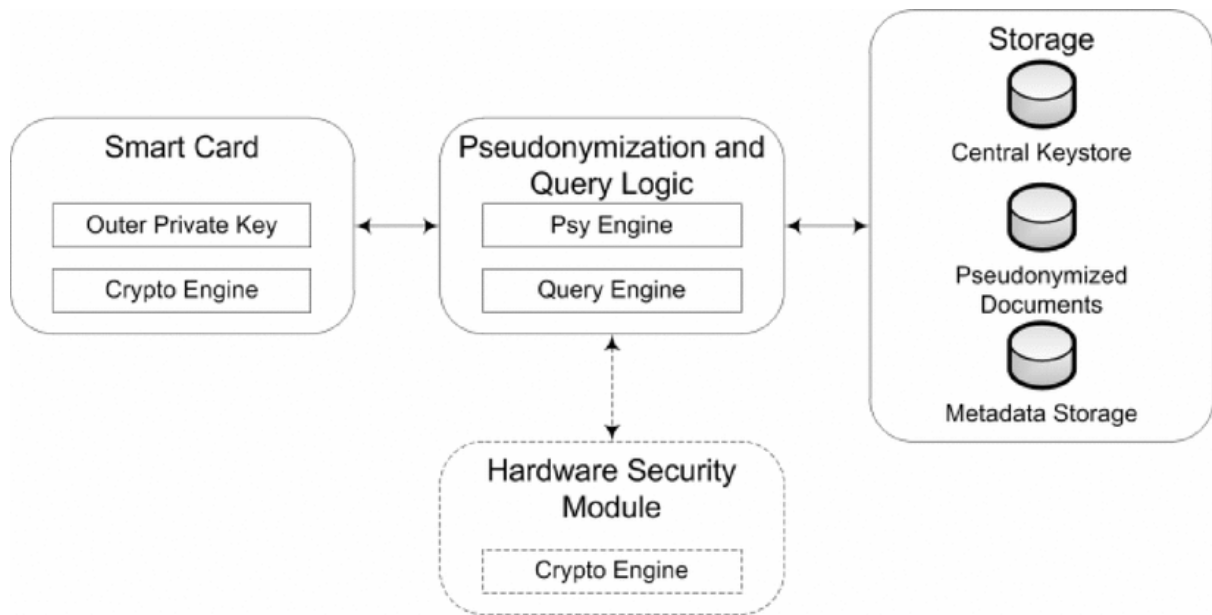 Smart Card
Outer Private Key
Crypto Engine
Pseudonymization and
Query Logic
Psy Engine
Query Engine
Storage
Central Keystore
Pseudonymized
Documents
Metadata Storage
Hardware Security
Module
Crypto Engine